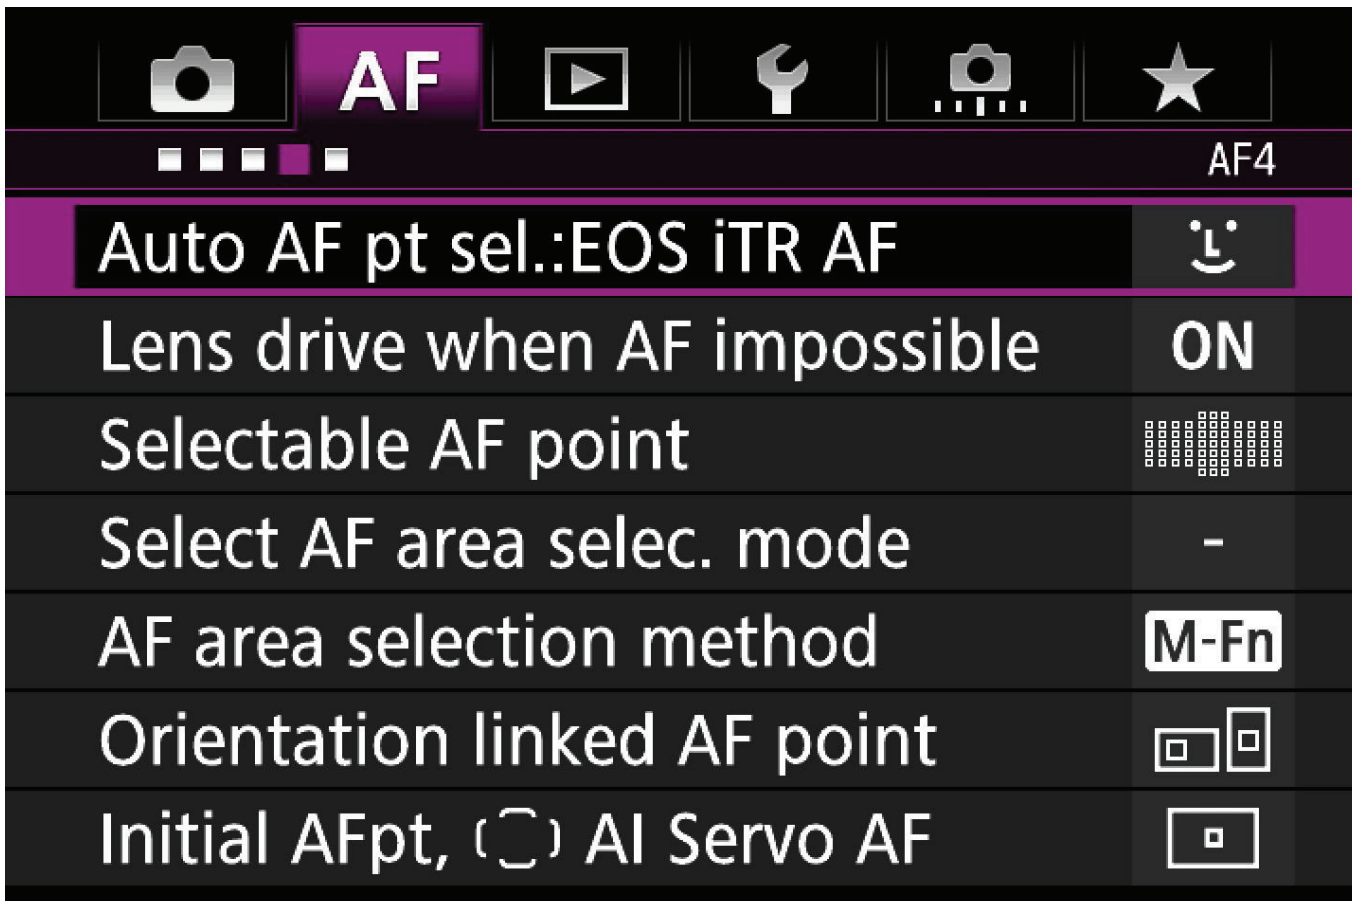 AF
AF4
Auto AF pt sel.:EOS iTR AF
Lens drive when AF impossible
ON
Selectable AF point
Select AF area selec. mode
-
AF area selection method
M-Fn
Orientation linked AF point
Initial AFpt, AI Servo AF